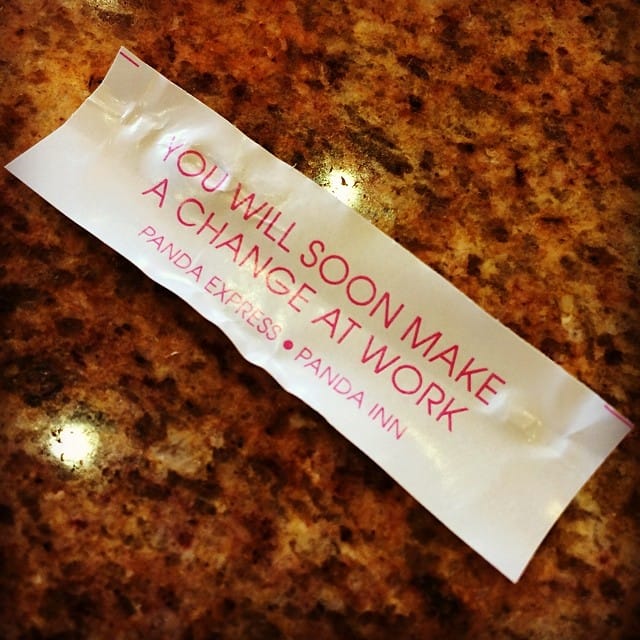 YOU WILL SOON MAKE
A CHANGE AT WORK
PANDA EXPRESS • PANDA INN